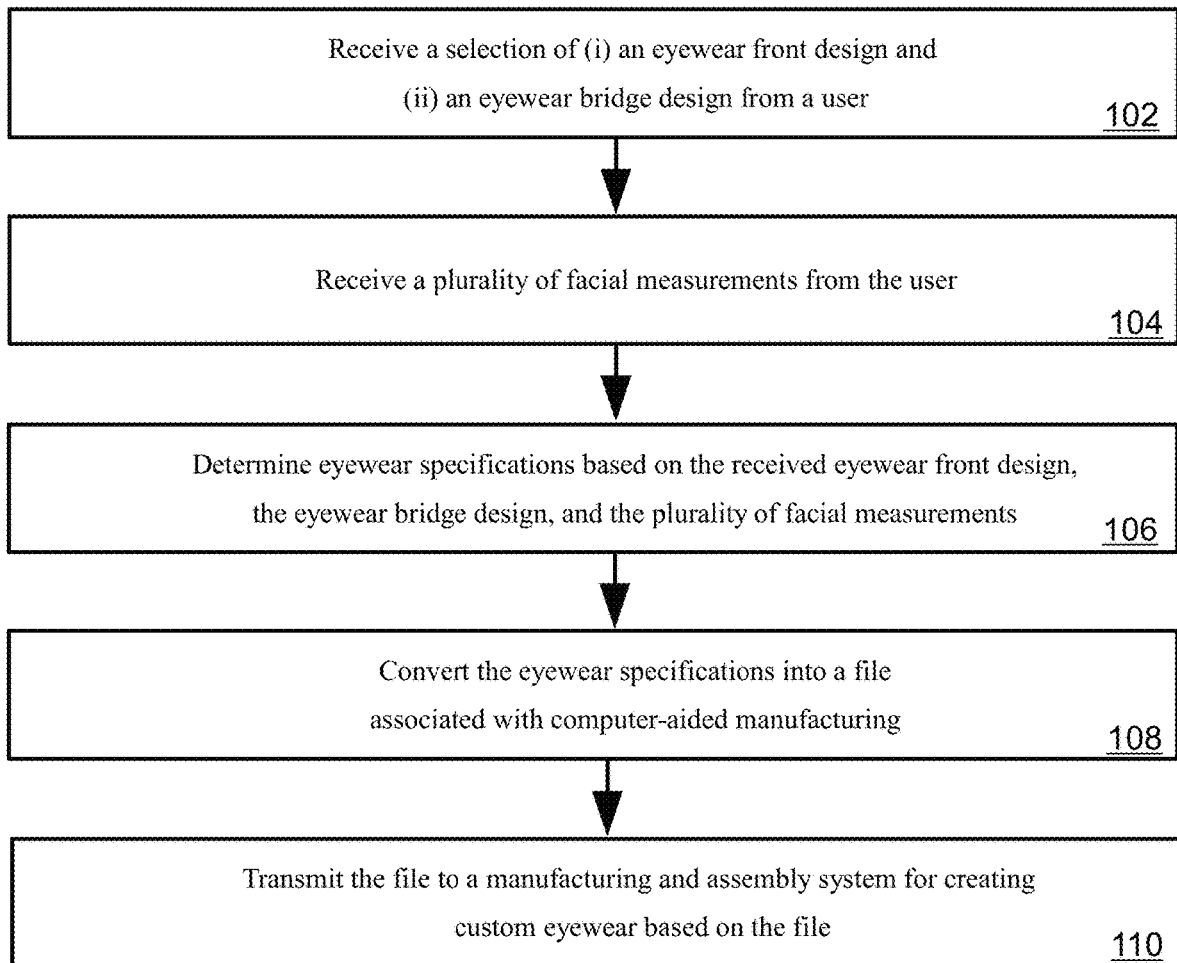 Receive a selection of (i) an eyewear front design and
(ii) an eyewear bridge design from a user
102
Receive a plurality of facial measurements from the user
104
Determine eyewear specifications based on the received eyewear front design,
the eyewear bridge design, and the plurality of facial measurements
106
Convert the eyewear specifications into a file
associated with computer-aided manufacturing
108
Transmit the file to a manufacturing and assembly system for creating
custom eyewear based on the file
110